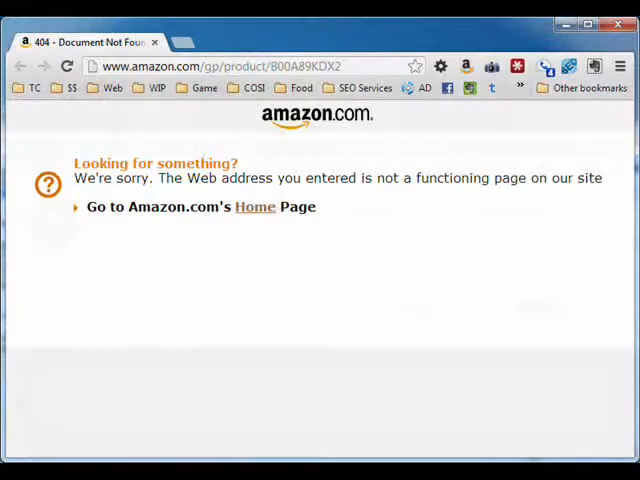 404 - Document Not Foun
www.amazon.com/gp/product/B00A89KDX2
TC $$ Web WIP Game COSI Food SEO Services AD » Other bookmarks
amazon.com.
Looking for something?
We're sorry. The Web address you entered is not a functioning page on our site
Go to Amazon.com's Home Page